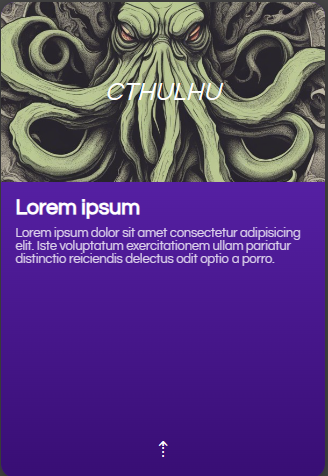 CTHULHU
Lorem ipsum
Lorem ipsum dolor sit amet consectetur adipisicing
elit. Iste voluptatum exercitationem ullam pariatur
distinctio reiciendis delectus odit optio a porro.